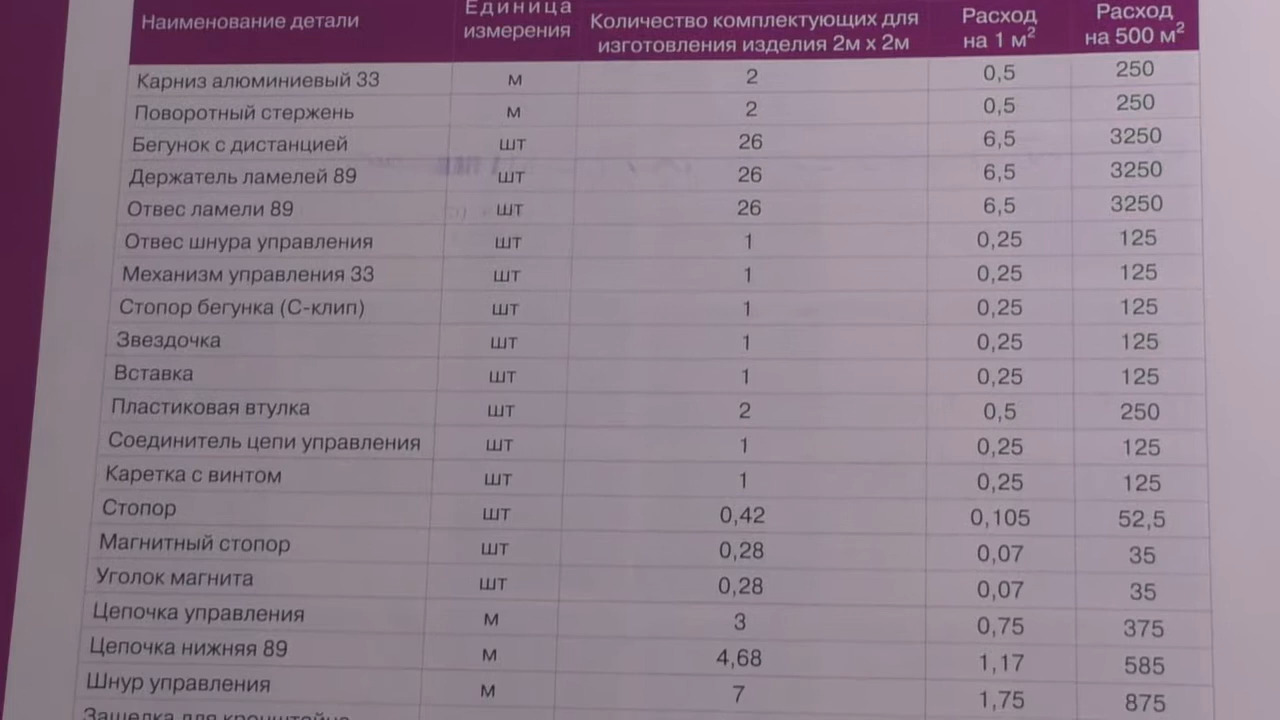 Наименование детали Единица измерения Количество комплектующих для изготовления изделия 2м х 2м Расход на 1 м² Расход на 500 м²
Карниз алюминиевый 33 м 2 0,5 250
Поворотный стержень м 2 0,5 250
Бегунок с дистанцией шт 26 6,5 3250
Держатель ламелей 89 шт 26 6,5 3250
Отвес ламели 89 шт 26 6,5 3250
Отвес шнура управления шт 1 0,25 125
Механизм управления 33 шт 1 0,25 125
Стопор бегунка (С-клип) шт 1 0,25 125
Звездочка шт 1 0,25 125
Вставка шт 1 0,25 125
Пластиковая втулка шт 2 0,5 250
Соединитель цепи управления шт 1 0,25 125
Каретка с винтом шт 1 0,25 125
Стопор шт 0,42 0,105 52,5
Магнитный стопор шт 0,28 0,07 35
Уголок магнита шт 0,28 0,07 35
Цепочка управления м 3 0,75 375
Цепочка нижняя 89 м 4,68 1,17 585
Шнур управления м 7 1,75 875
Защелка для кронштейна